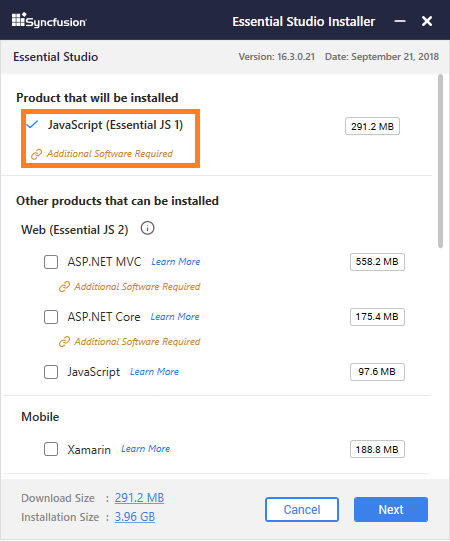 Syncfusion Essential Studio Installer
Essential Studio Version: 16.3.0.21 Date: September 21, 2018
Product that will be installed
JavaScript (Essential JS 1) 291.2 MB
Additional Software Required
Other products that can be installed
Web (Essential JS 2)
ASP.NET MVC Learn More 558.2 MB
Additional Software Required
ASP.NET Core Learn More 175.4 MB
Additional Software Required
JavaScript Learn More 97.6 MB
Mobile
Xamarin Learn More 188.8 MB
Download Size : 291.2 MB
Installation Size : 3.96 GB
Cancel Next